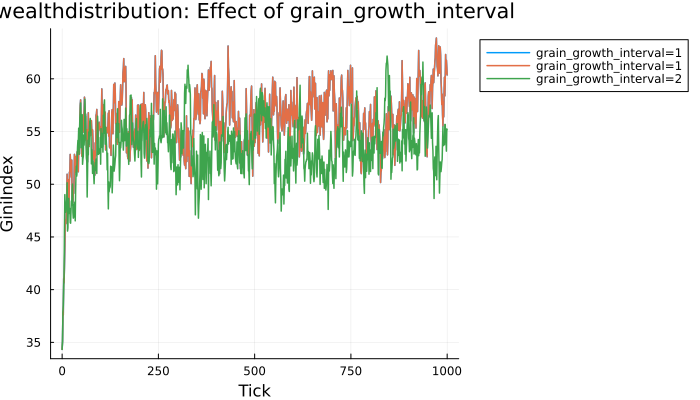 wealthdistribution: Effect of grain_growth_interval
grain_growth_interval=1
grain_growth_interval=1
grain_growth_interval=2
GiniIndex
60
55
50
45
40
35
0 250 500 750 1000
Tick